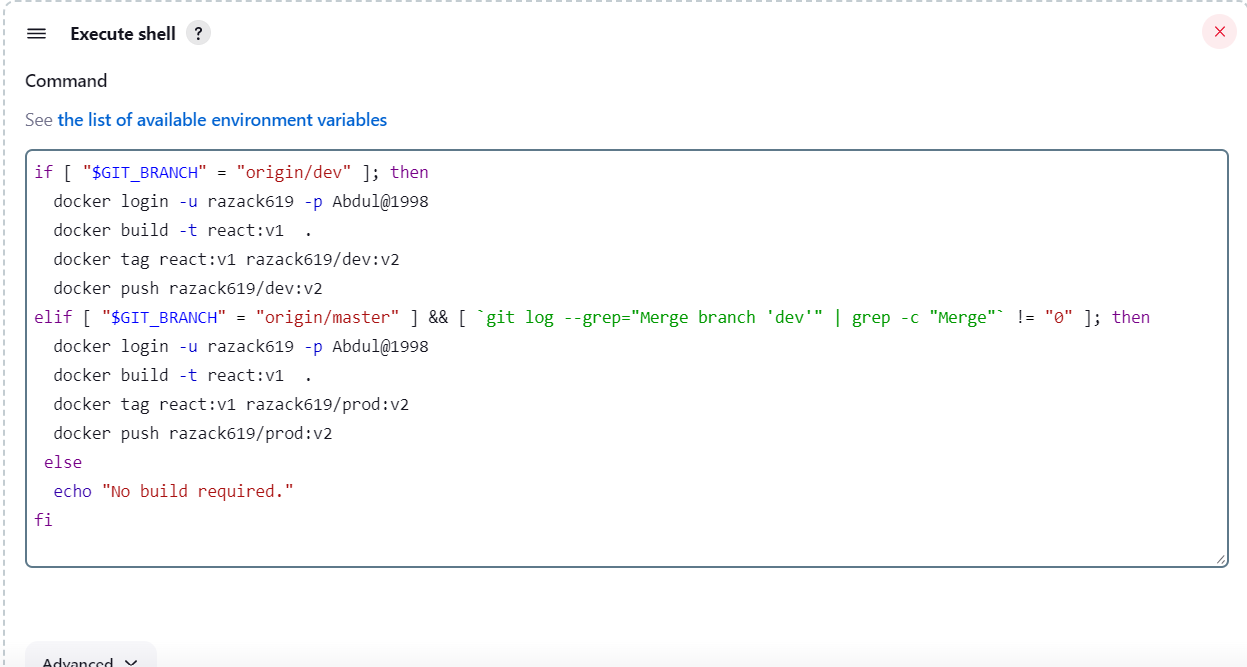 Execute shell ?
Command
See the list of available environment variables
if [ "$GIT_BRANCH" = "origin/dev" ]; then
docker login -u razack619 -p Abdul@1998
docker build -t react:v1  .
docker tag react:v1 razack619/dev:v2
docker push razack619/dev:v2
elif [ "$GIT_BRANCH" = "origin/master" ] && [ `git log --grep="Merge branch 'dev'" | grep -c "Merge"` != "0" ]; then
docker login -u razack619 -p Abdul@1998
docker build -t react:v1  .
docker tag react:v1 razack619/prod:v2
docker push razack619/prod:v2
else
echo "No build required."
fi
Advanced